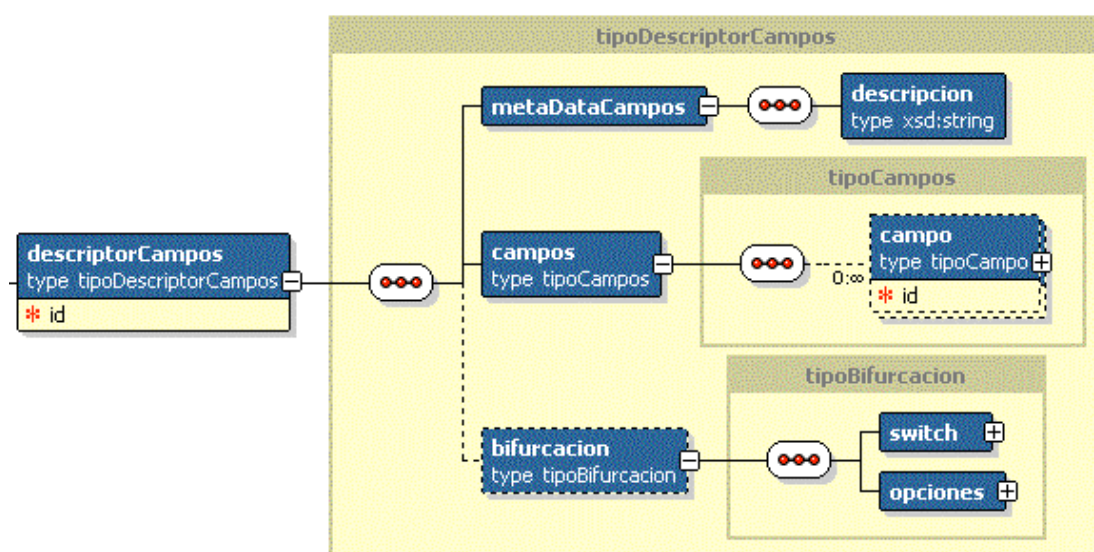 tipoDescriptorCampos
metaDataCampos
descripcion
type xsd:string
tipoCampos
descriptorCampos
type tipoDescriptorCampos
* id
campos
type tipoCampos
campo
type tipoCampo
0:∞
* id
tipoBifurcacion
bifurcacion
type tipoBifurcacion
switch
opciones